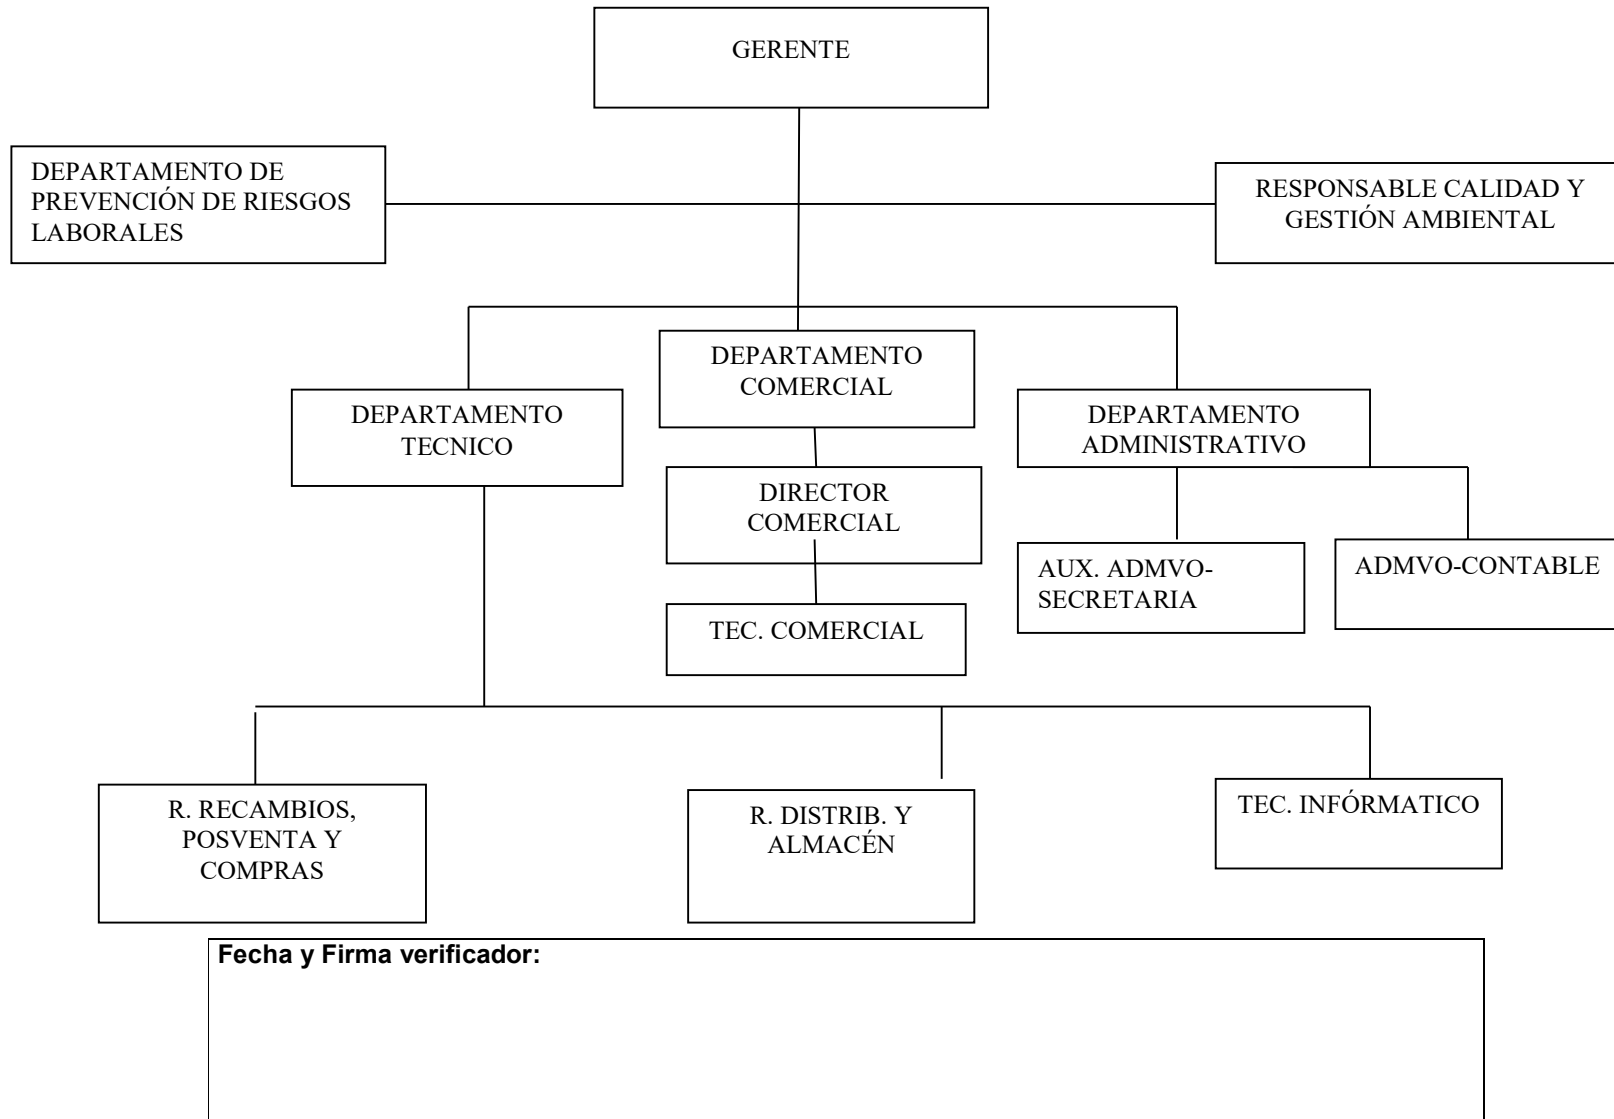 GERENTE
DEPARTAMENTO DE
PREVENCIÓN DE RIESGOS
LABORALES
RESPONSABLE CALIDAD Y
GESTIÓN AMBIENTAL
DEPARTAMENTO
COMERCIAL
DEPARTAMENTO
TECNICO
DEPARTAMENTO
ADMINISTRATIVO
DIRECTOR
COMERCIAL
AUX. ADMVO-
SECRETARIA
ADMVO-CONTABLE
TEC. COMERCIAL
R. RECAMBIOS,
POSVENTA Y
COMPRAS
R. DISTRIB. Y
ALMACÉN
TEC. INFÓRMATICO
Fecha y Firma verificador: